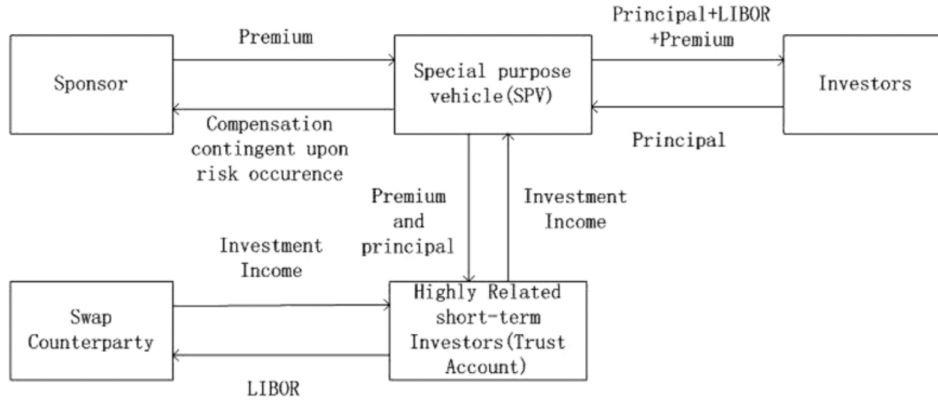 Premium
Principal+LIBOR
+Premium
Sponsor
Special purpose
vehicle(SPV)
Investors
Compensation
contingent upon
risk occurence
Principal
Premium
and
principal
Investment
Income
Investment
Income
Swap
Counterparty
Highly Related
short-term
Investors(Trust
Account)
LIBOR